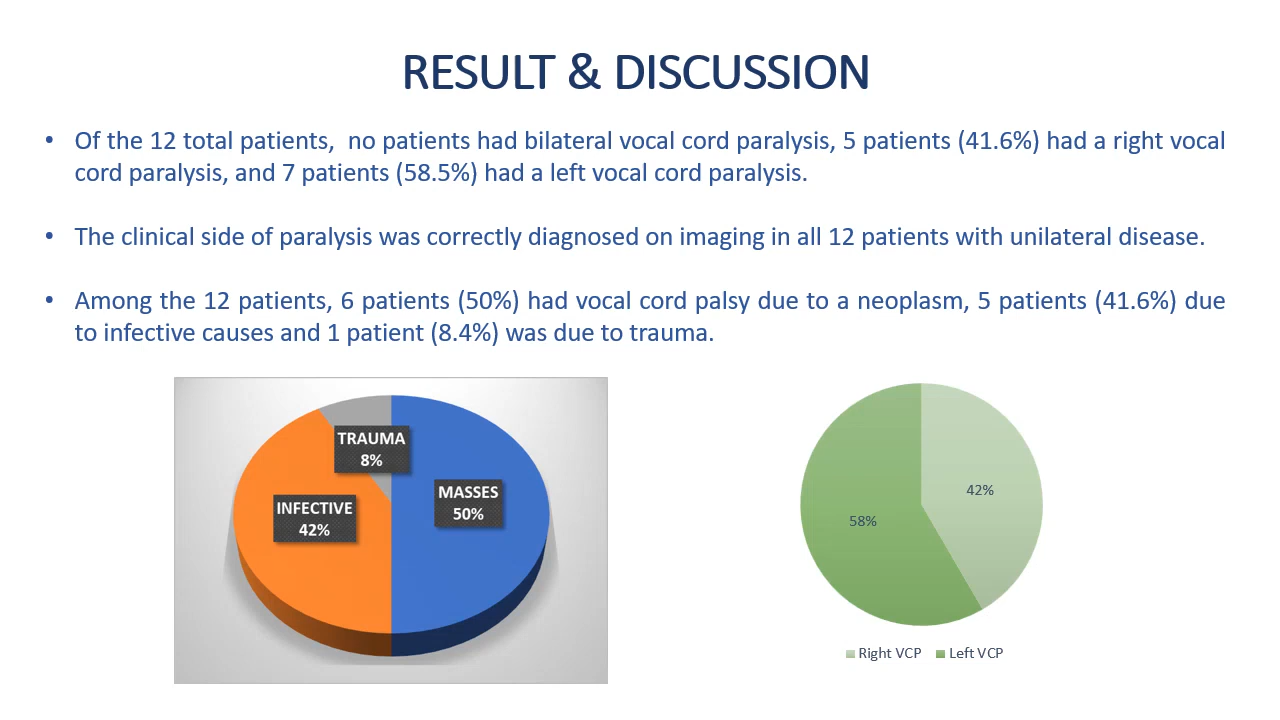 RESULT & DISCUSSION
• Of the 12 total patients,  no patients had bilateral vocal cord paralysis, 5 patients (41.6%) had a right vocal
cord paralysis, and 7 patients (58.5%) had a left vocal cord paralysis.
• The clinical side of paralysis was correctly diagnosed on imaging in all 12 patients with unilateral disease.
• Among the 12 patients, 6 patients (50%) had vocal cord palsy due to a neoplasm, 5 patients (41.6%) due
to infective causes and 1 patient (8.4%) was due to trauma.
TRAUMA
8%
MASSES
50%
INFECTIVE
42%
42%
58%
Right VCP
Left VCP